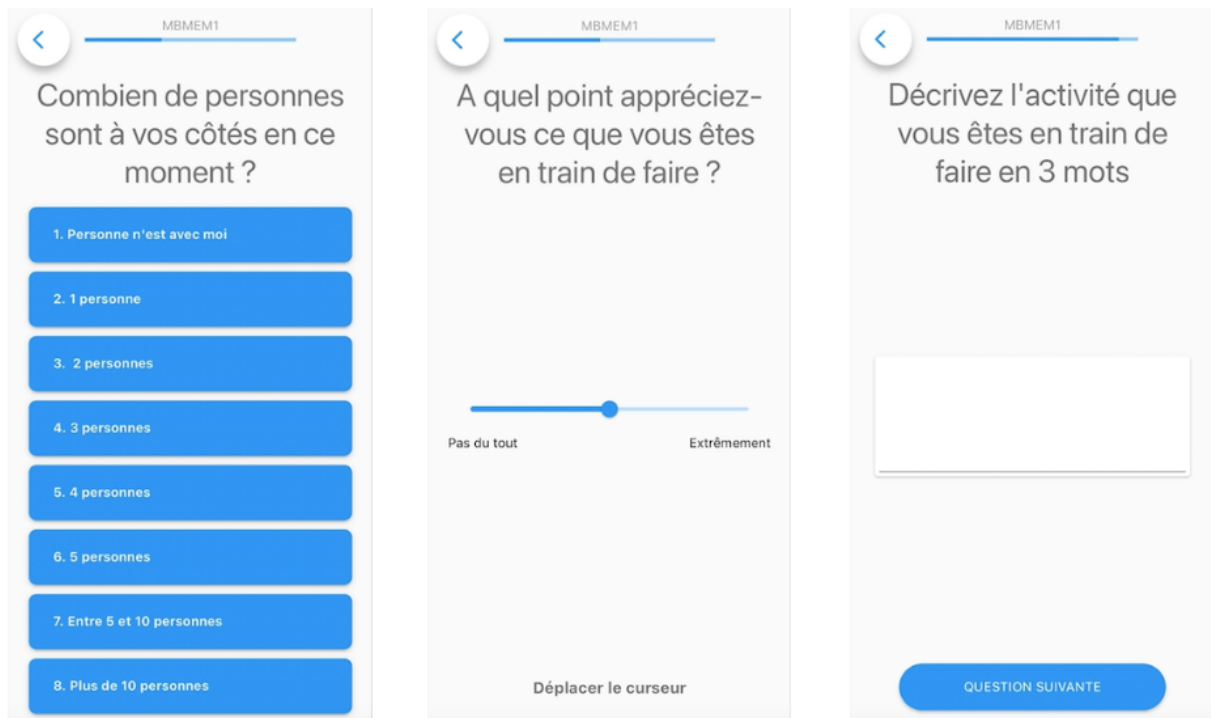 MBMEM1
Combien de personnes
sont à vos côtés en ce
moment ?
1. Personne n'est avec moi
2. 1 personne
3. 2 personnes
4. 3 personnes
5. 4 personnes
6. 5 personnes
7. Entre 5 et 10 personnes
8. Plus de 10 personnes
MBMEM1
A quel point appréciez-
vous ce que vous êtes
en train de faire ?
Pas du tout
Extrêmement
Déplacer le curseur
MBMEM1
Décrivez l'activité que
vous êtes en train de
faire en 3 mots
QUESTION SUIVANTE